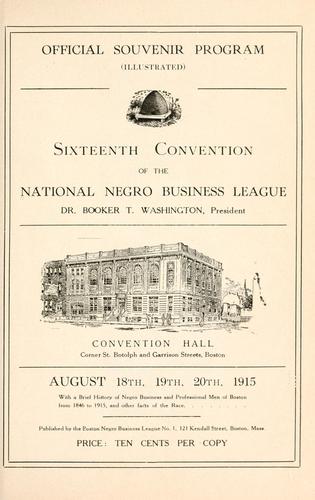 OFFICIAL SOUVENIR PROGRAM
(ILLUSTRATED)
SIXTEENTH CONVENTION
OF THE
NATIONAL NEGRO BUSINESS LEAGUE
DR. BOOKER T. WASHINGTON, President
CONVENTION HALL
Corner St. Botolph and Garrison Streets, Boston
AUGUST 18TH, 19TH, 20TH, 1915
With a Brief History of Negro Business and Professional Men of Boston
from 1846 to 1915, and other facts of the Race. . . . . . . . .
Published by the Boston Negro Business League No. 1, 121 Kendall Street, Boston, Mass.
PRICE: TEN CENTS PER COPY